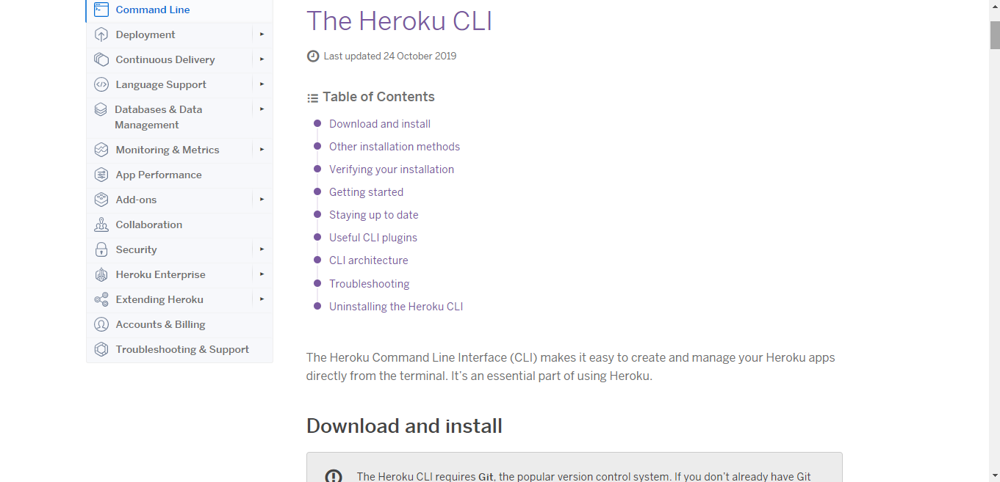 Command Line
Deployment
Continuous Delivery
Language Support
Databases & Data
Management
Monitoring & Metrics
App Performance
Add-ons
Collaboration
Security
Heroku Enterprise
Extending Heroku
Accounts & Billing
Troubleshooting & Support
The Heroku CLI
Last updated 24 October 2019
Table of Contents
Download and install
Other installation methods
Verifying your installation
Getting started
Staying up to date
Useful CLI plugins
CLI architecture
Troubleshooting
Uninstalling the Heroku CLI
The Heroku Command Line Interface (CLI) makes it easy to create and manage your Heroku apps
directly from the terminal. It’s an essential part of using Heroku.
Download and install
The Heroku CLI requires Git, the popular version control system. If you don’t already have Git